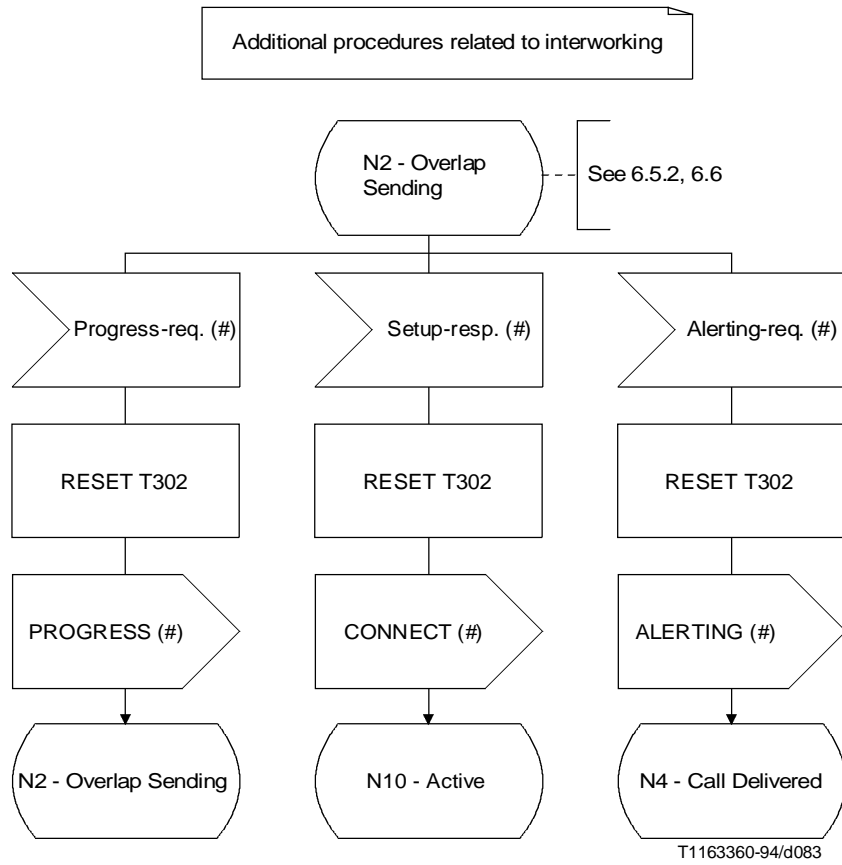 Additional procedures related to interworking
N2 - Overlap
Sending
See 6.5.2, 6.6
Progress-req. (#)
Setup-resp. (#)
Alerting-req. (#)
RESET T302
RESET T302
RESET T302
PROGRESS (#)
CONNECT (#)
ALERTING (#)
N2 - Overlap Sending
N10 - Active
N4 - Call Delivered
T1163360-94/d083